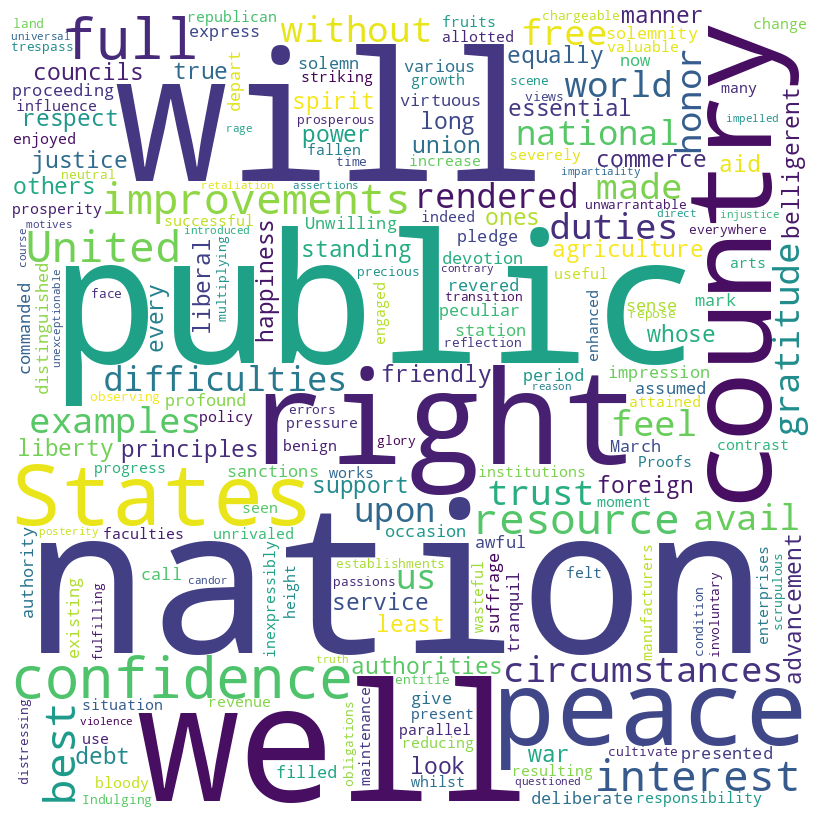 land
universal
trespass
republican
express
fruits
allotted
chargeable
solemnity
valuable
manner
change
full
will
without
free
councils
true
depart
solemn
striking
various
growth
equally
scene
now
many
proceeding
influence
respect
spirit
virtuous
prosperous
essential
world
views
honor
country
enjoyed
rage
power
fallen
time
long
union
increase
national
severely
impelled
justice
neutral
others
retaliation
assertions
commerce
aid
belligerent
impartiality
prosperity
motives
improvements
rendered
made
unwarrantable
direct
injustice
successful
introduced
Unwilling
indeed
ones
duties
everywhere
United
public
course
commanded
unexceptionable
distinguished
face
every
liberal
multiplying
happiness
standing
precious
contrary
engaged
pledge
devotion
revered
transition
peculiar
station
reflection
agriculture
useful
enhanced
sense
repose
mark
arts
whose
gratitude
difficulties
right
friendly
period
reason
impression
assumed
attained
observing
examples
profound
policy
errors
pressure
glory
benign
feel
March
contrast
liberty
principles
Proofs
progress
sanctions
works
institutions
foreign
moment
States
seen
support
trust
unrivaled
upon
occasion
resource
avail
posterity
nation
authority
faculties
call
candor
existing
fulfilling
inexpressibly
height
establishments
passions
us
service
least
awful
wasteful
suffrage
tranquil
felt
manufacturers
condition
involuntary
enterprises
scrupulous
advancement
confidence
truth
authorities
entitle
circumstances
well
peace
distressing
best
situation
violence
use
debt
revenue
obligations
maintenance
give
present
parallel
reducing
war
cultivate
presented
bloody
Indulging
filled
look
whilst
resulting
questioned
interest
deliberate
responsibility